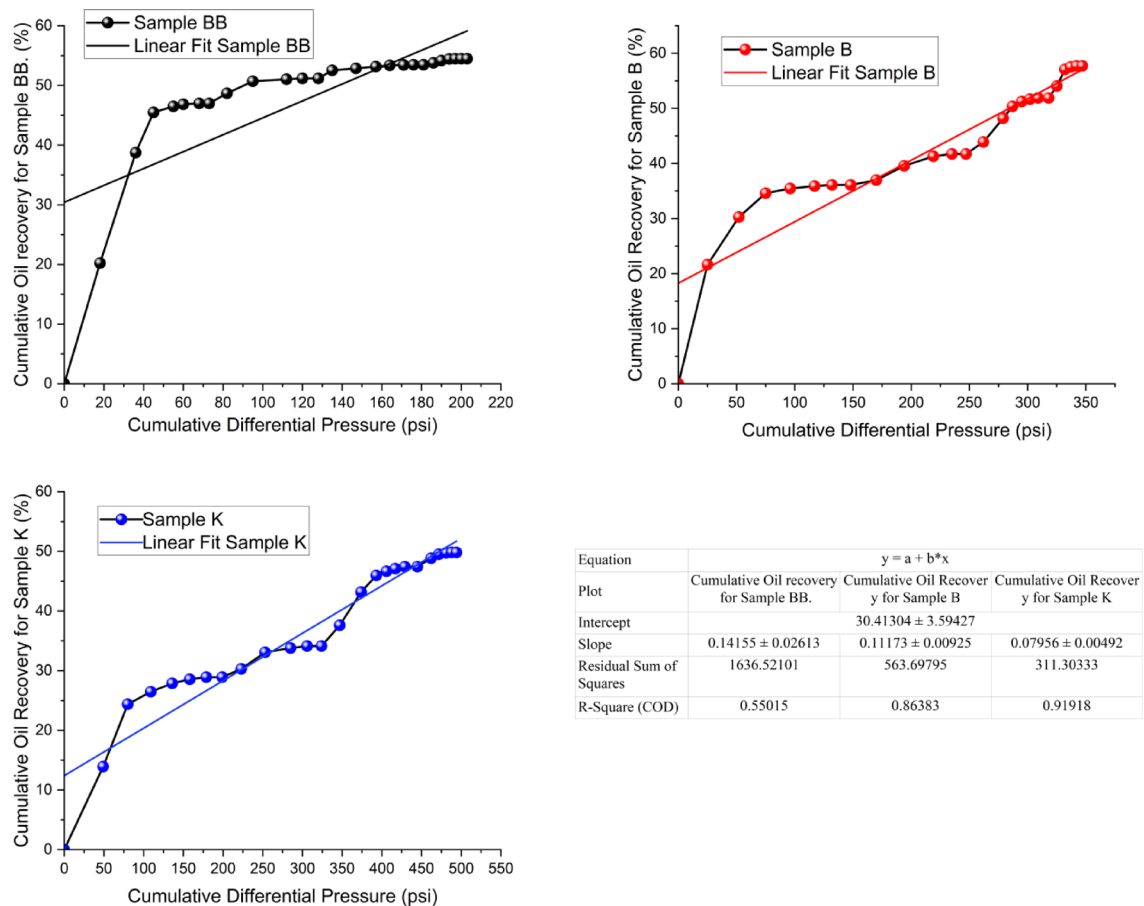 Sample BB
Linear Fit Sample BB
Cumulative Oil recovery for Sample BB. (%)
60
50
40
30
20
10
0
0 20 40 60 80 100 120 140 160 180 200 220
Cumulative Differential Pressure (psi)
Sample B
Linear Fit Sample B
Cumulative Oil Recovery for Sample B (%)
60
50
40
30
20
10
0
0 50 100 150 200 250 300 350
Cumulative Differential Pressure (psi)
Sample K
Linear Fit Sample K
Cumulative Oil Recovery for Sample K (%)
60
50
40
30
20
10
0
0 50 100 150 200 250 300 350 400 450 500 550
Cumulative Differential Pressure (psi)
Equation y = a + b*x
Plot Cumulative Oil recovery Cumulative Oil Recover Cumulative Oil Recover
for Sample BB. y for Sample B y for Sample K
Intercept 30.41304 ± 3.59427
Slope 0.14155 ± 0.02613 0.11173 ± 0.00925 0.07956 ± 0.00492
Residual Sum of 1636.52101 563.69795 311.30333
Squares
R-Square (COD) 0.55015 0.86383 0.91918